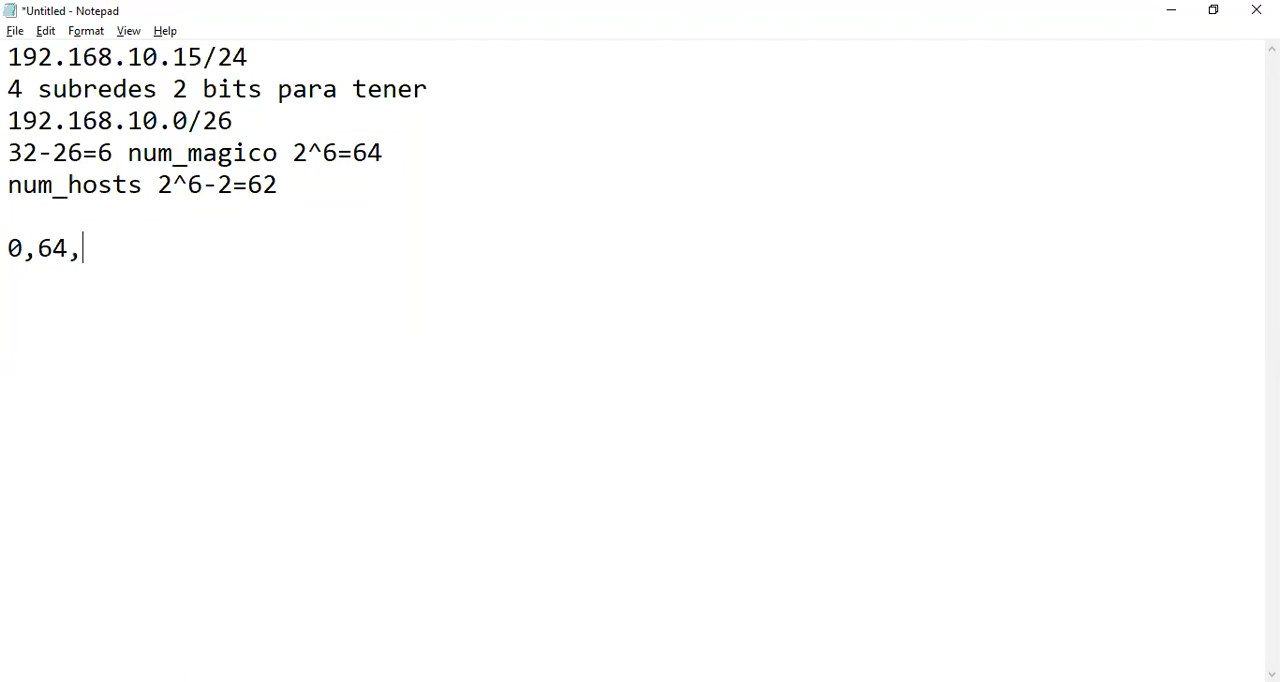 *Untitled - Notepad
File Edit Format View Help
192.168.10.15/24
4 subredes 2 bits para tener
192.168.10.0/26
32-26=6 num_magico 2^6=64
num_hosts 2^6-2=62
0,64,